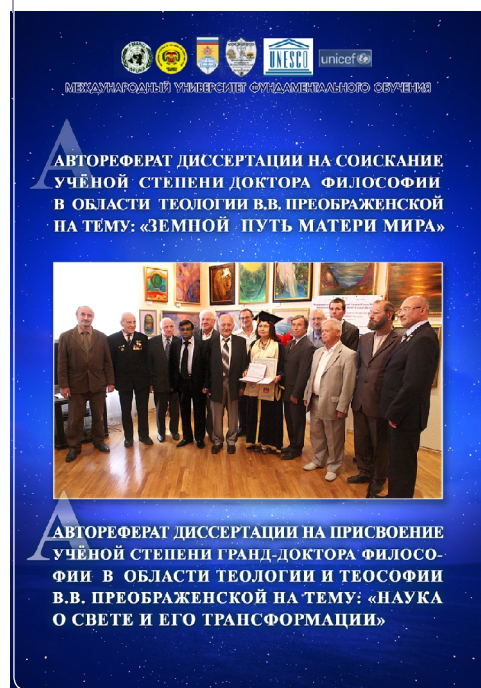 UNESCO
unicef
МЕЖДУНАРОДНЫЙ УНИВЕРСИТЕТ ФУНДАМЕНТАЛЬНОГО ОБУЧЕНИЯ
АВТОРЕФЕРАТ ДИССЕРТАЦИИ НА СОИСКАНИЕ
УЧЁНОЙ СТЕПЕНИ ДОКТОРА ФИЛОСОФИИ
В ОБЛАСТИ ТЕОЛОГИИ В.В. ПРЕОБРАЖЕНСКОЙ
НА ТЕМУ: «ЗЕМНОЙ ПУТЬ МАТЕРИ МИРА»
АВТОРЕФЕРАТ ДИССЕРТАЦИИ НА ПРИСВОЕНИЕ
УЧЁНОЙ СТЕПЕНИ ГРАНД-ДОКТОРА ФИЛОСО-
ФИИ В ОБЛАСТИ ТЕОЛОГИИ И ТЕОСОФИИ
В.В. ПРЕОБРАЖЕНСКОЙ НА ТЕМУ: «НАУКА
О СВЕТЕ И ЕГО ТРАНСФОРМАЦИИ»